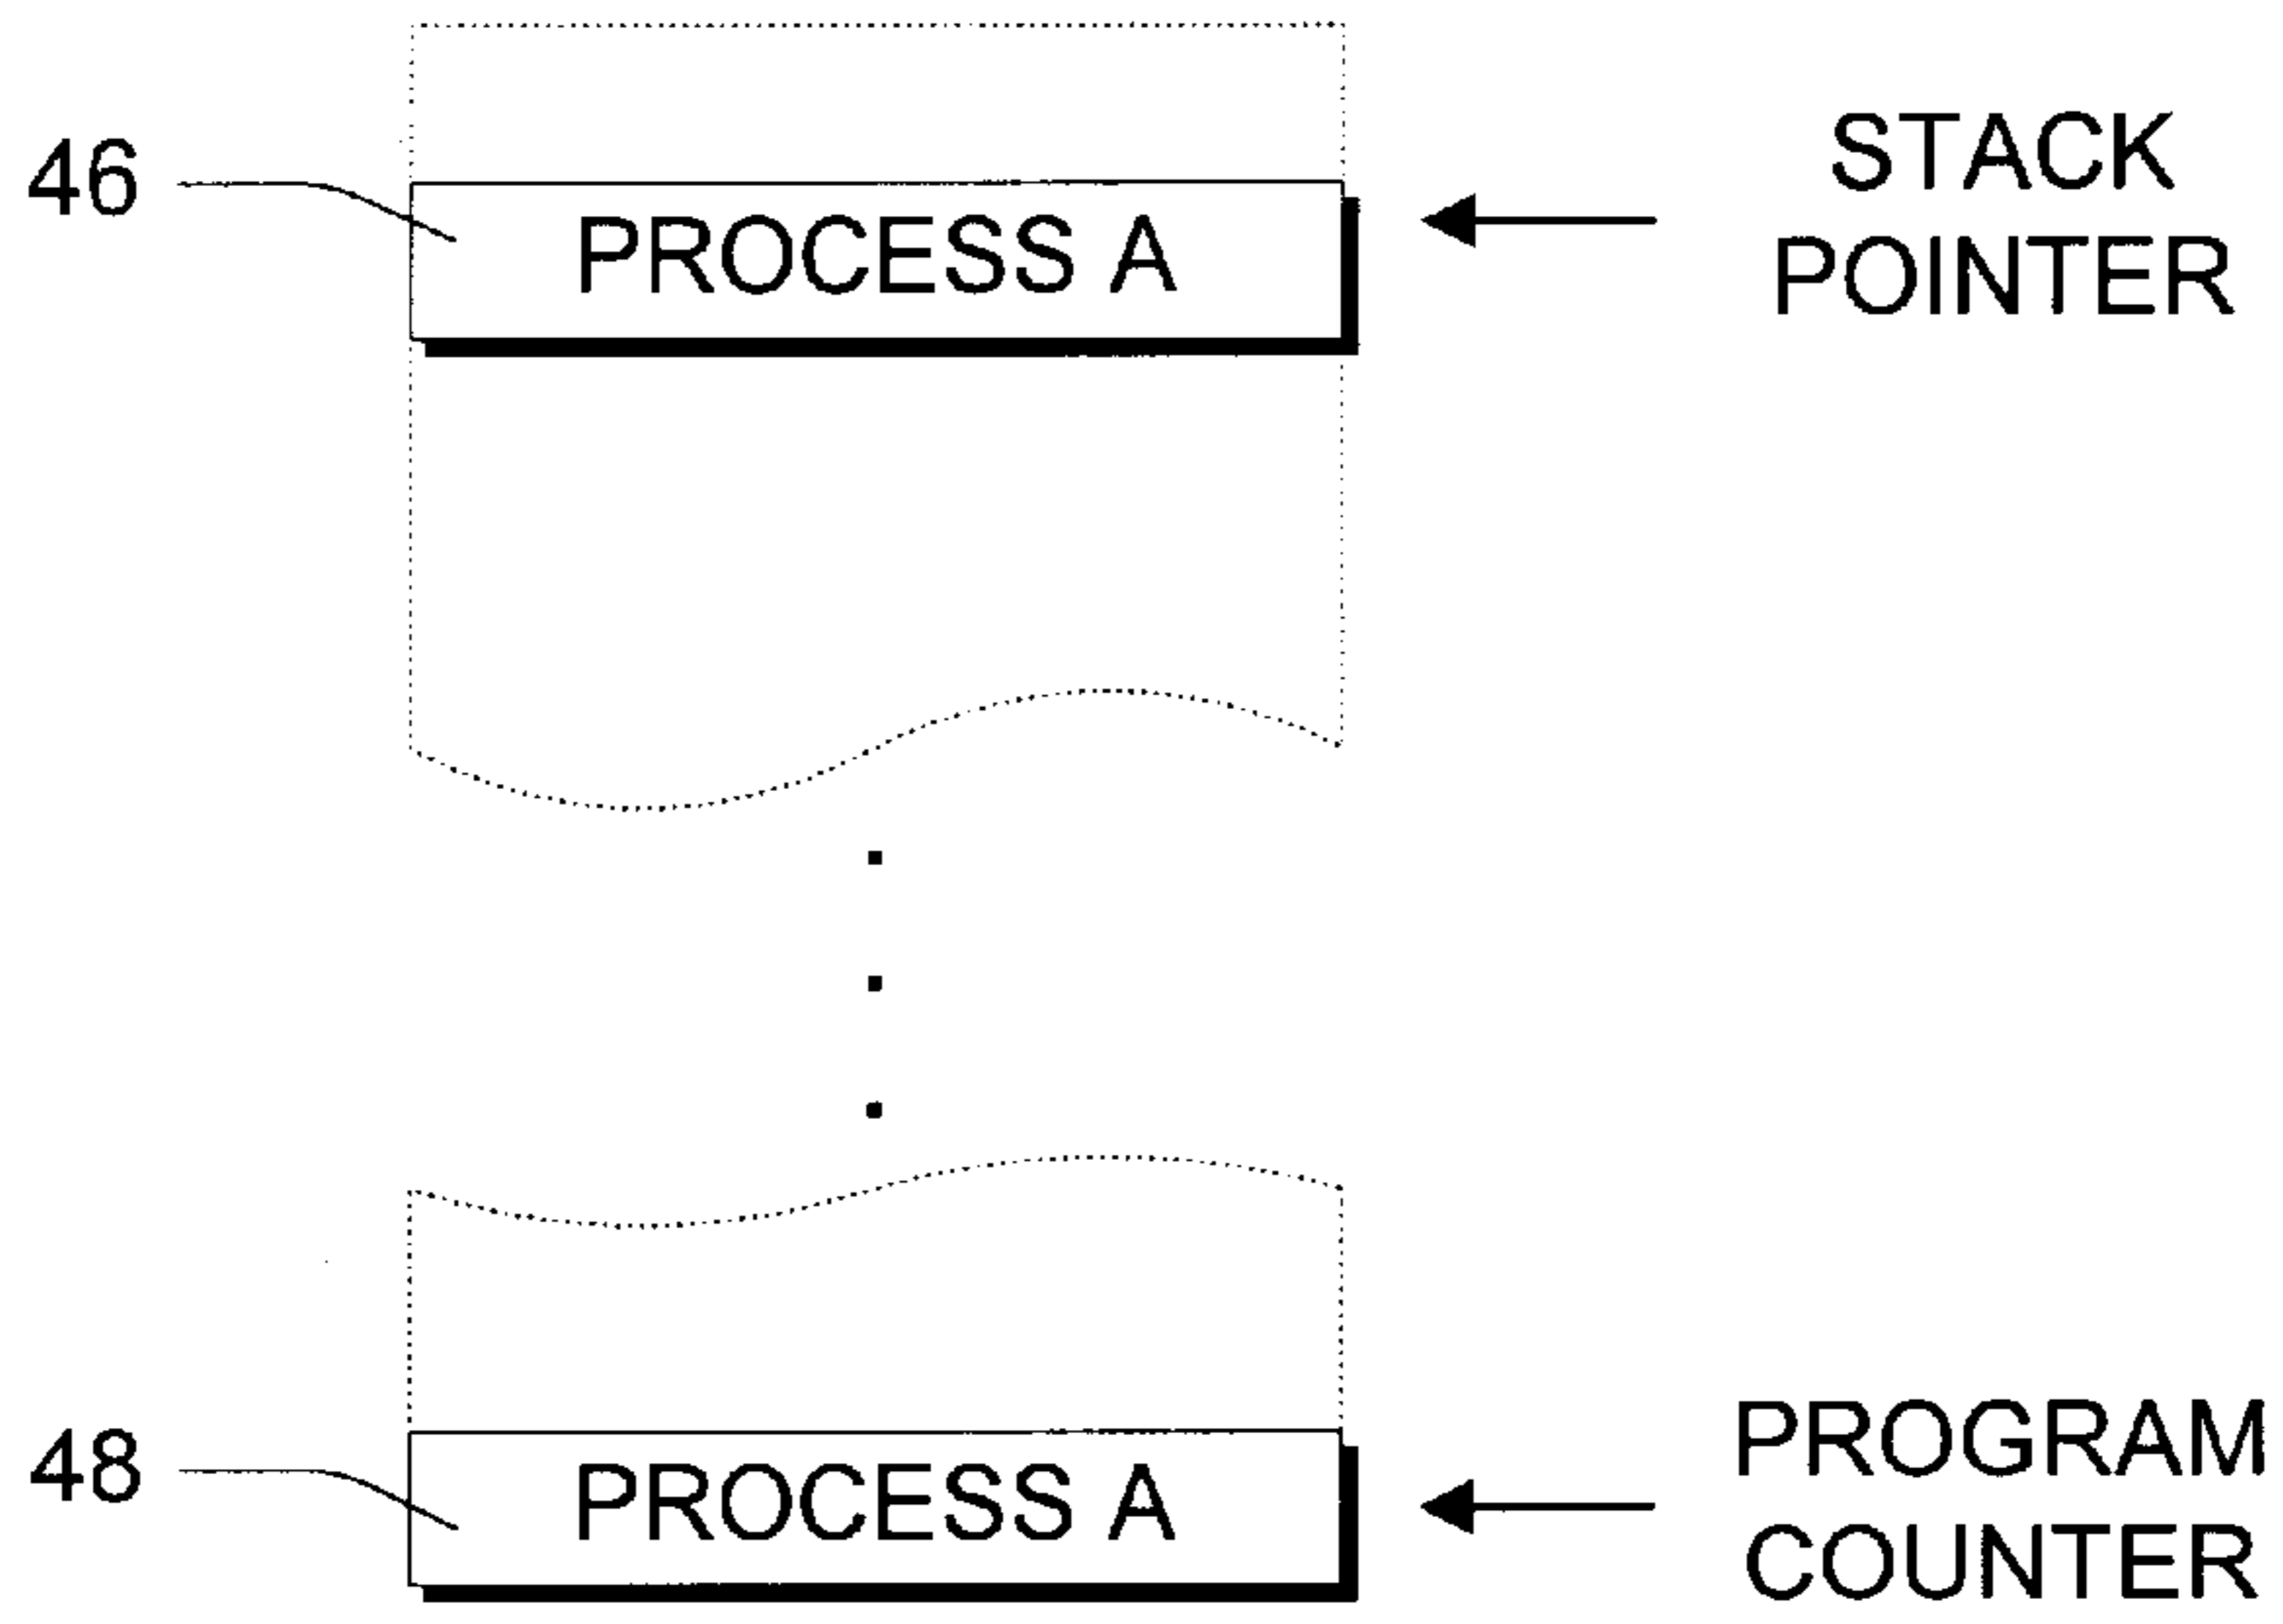 46
PROCESS A
STACK
POINTER
48
PROCESS A
PROGRAM
COUNTER